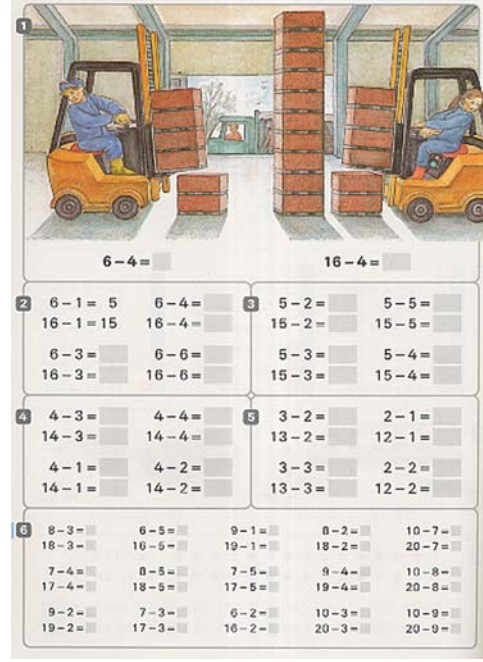 1
6 – 4 =
16 – 4 =
2
6 – 1 = 5
6 – 4 =
16 – 1 = 15
16 – 4 =
6 – 3 =
6 – 6 =
16 – 3 =
16 – 6 =
3
5 – 2 =
5 – 5 =
15 – 2 =
15 – 5 =
5 – 3 =
5 – 4 =
15 – 3 =
15 – 4 =
4
4 – 3 =
4 – 4 =
14 – 3 =
14 – 4 =
4 – 1 =
4 – 2 =
14 – 1 =
14 – 2 =
5
3 – 2 =
2 – 1 =
13 – 2 =
12 – 1 =
3 – 3 =
2 – 2 =
13 – 3 =
12 – 2 =
6
8 – 3 =
6 – 5 =
9 – 1 =
8 – 2 =
10 – 7 =
18 – 3 =
16 – 5 =
19 – 1 =
18 – 2 =
20 – 7 =
7 – 4 =
8 – 5 =
7 – 5 =
9 – 4 =
10 – 8 =
17 – 4 =
18 – 5 =
17 – 5 =
19 – 4 =
20 – 8 =
9 – 2 =
7 – 3 =
6 – 2 =
10 – 3 =
10 – 9 =
19 – 2 =
17 – 3 =
16 – 2 =
20 – 3 =
20 – 9 =